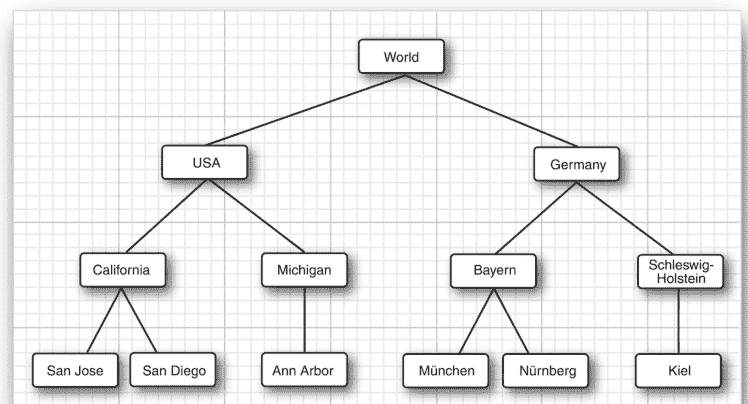 World
USA
Germany
California
Michigan
Bayern
Schleswig-
Holstein
San Jose
San Diego
Ann Arbor
München
Nürnberg
Kiel